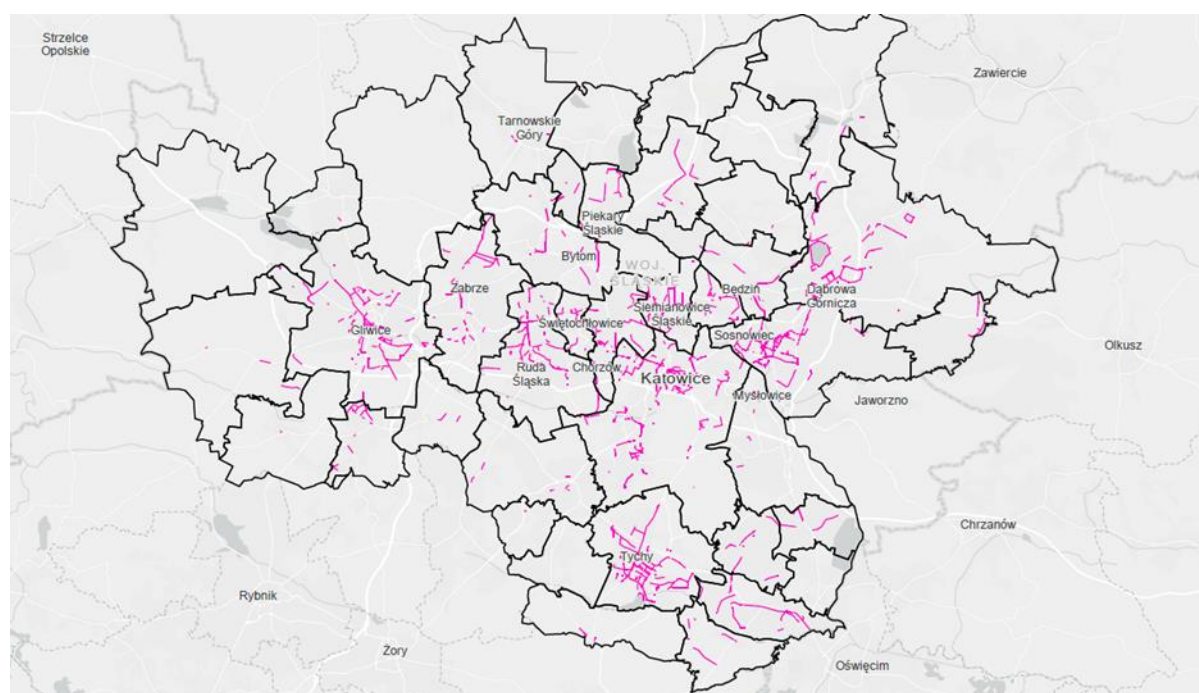 Strzelce
Opolskie
Zawiercie
Tarnowskie
Góry
Piekary
Śląskie
Bytom
WOJ.
ŚLĄSKIE
Zabrze
Będzin
Dąbrowa
Górnicza
Siemianowice
Śląskie
Gliwice
Świętochłowice
Sosnowiec
Olkusz
Ruda
Śląska
Chorzów
Katowice
Mysłowice
Jaworzno
Chrzanów
Tychy
Rybnik
Żory
Oświęcim